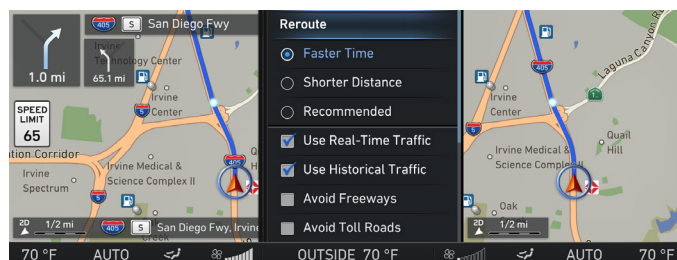 405 S San Diego Fwy
1.0 mi
65.1 mi
Irvine
Technology Center
SPEED
LIMIT
65
Irvine
Center
5
405
Irvine Medical &
Science Complex II
Irvine
Spectrum
5
2D
1/2 mi
405 S San Diego Fwy, Irvine
Creek
Reroute
Faster Time
Shorter Distance
Recommended
Use Real-Time Traffic
Use Historical Traffic
Avoid Freeways
Avoid Toll Roads
405
Laguna Canyon
Irvine
Center
5
Quail
Hill
Irvine Medical &
Science Complex II
Oak
2D
1/2 mi
5
70 °F AUTO OUTSIDE 70 °F AUTO 70 °F